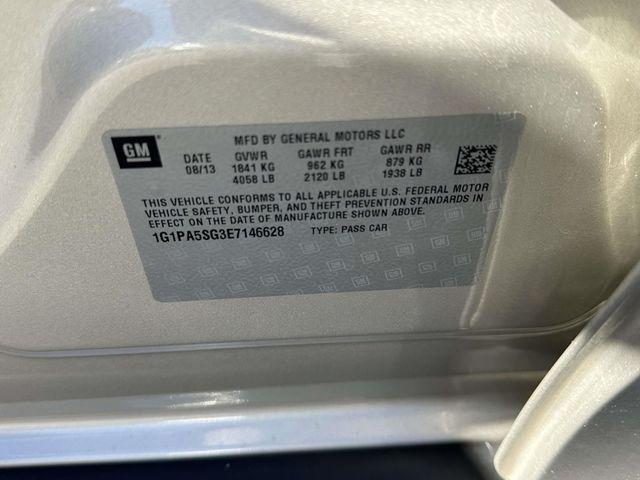 GM
MFD BY GENERAL MOTORS LLC
DATE GVWR GAWR FRT GAWR RR
08/13 1841 KG 962 KG 879 KG
4058 LB 2120 LB 1938 LB
THIS VEHICLE CONFORMS TO ALL APPLICABLE U.S. FEDERAL MOTOR
VEHICLE SAFETY, BUMPER, AND THEFT PREVENTION STANDARDS IN
EFFECT ON THE DATE OF MANUFACTURE SHOWN ABOVE.
1G1PA5SG3E7146628 TYPE: PASS CAR